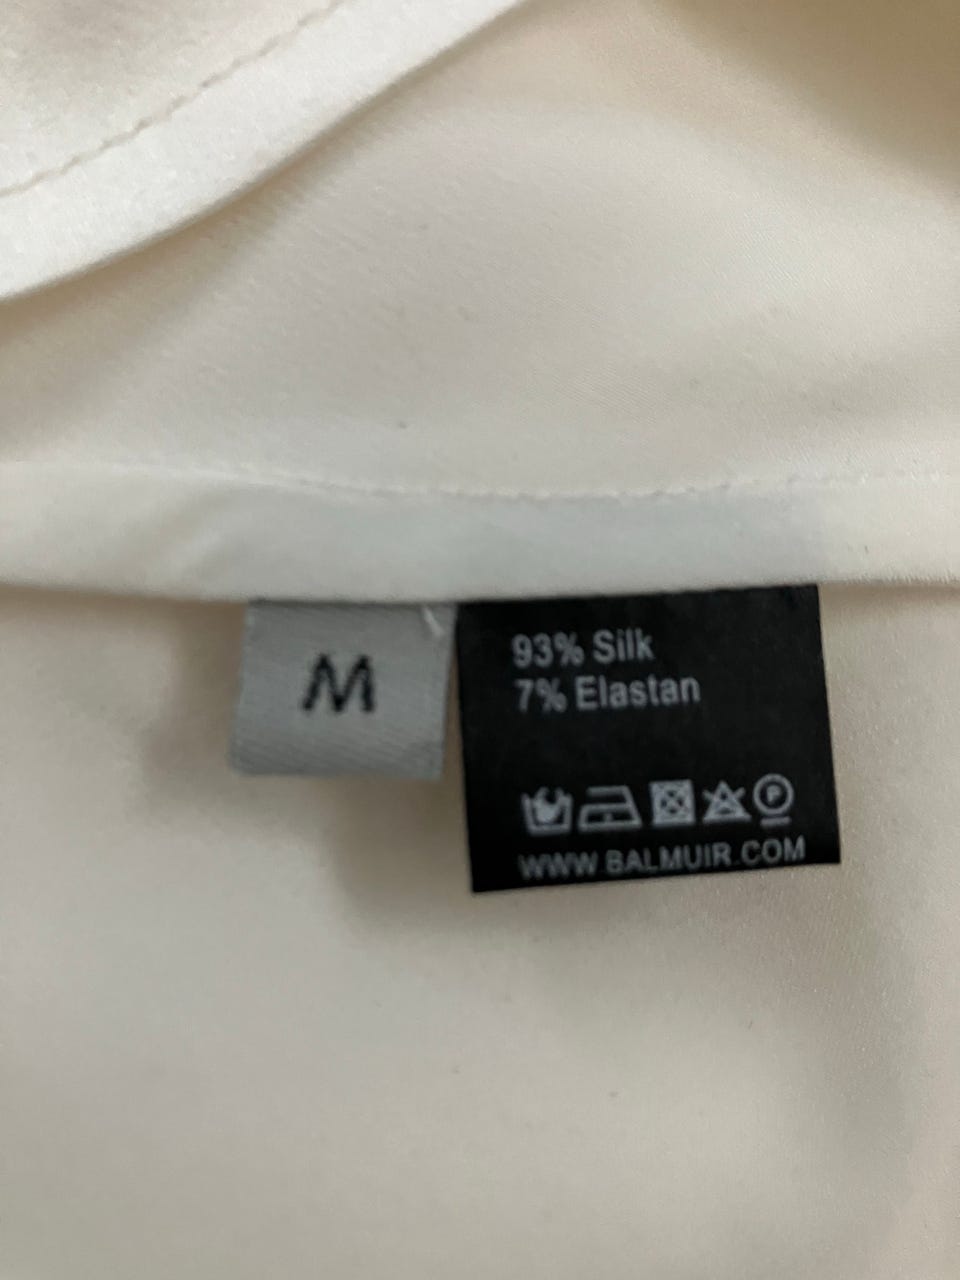 M
93% Silk
7% Elastan
P
WWW.BALMUIR.COM